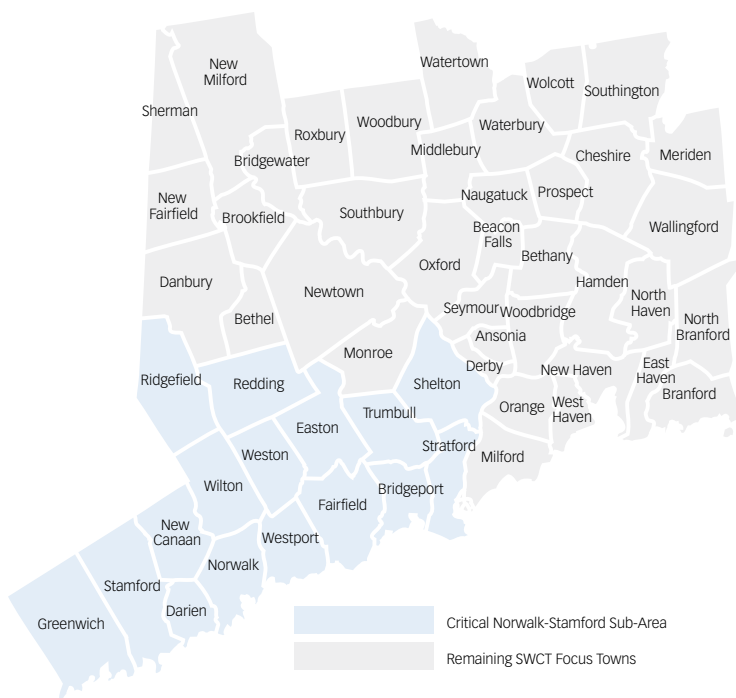 New
Milford
Watertown
Wolcott
Southington
Sherman
Roxbury
Woodbury
Waterbury
Middlebury
Bridgewater
Cheshire
Meriden
New
Fairfield
Brookfield
Southbury
Naugatuck
Prospect
Beacon
Falls
Wallingford
Bethany
Oxford
Danbury
Newtown
Hamden
North
Haven
Bethel
Seymour
Woodbridge
North
Branford
Ansonia
Monroe
Derby
New Haven
East
Haven
Ridgefield
Redding
Shelton
Branford
Trumbull
Orange
West
Haven
Easton
Stratford
Weston
Milford
Wilton
Bridgeport
Fairfield
New
Canaan
Westport
Norwalk
Stamford
Darien
Greenwich
Critical Norwalk-Stamford Sub-Area
Remaining SWCT Focus Towns